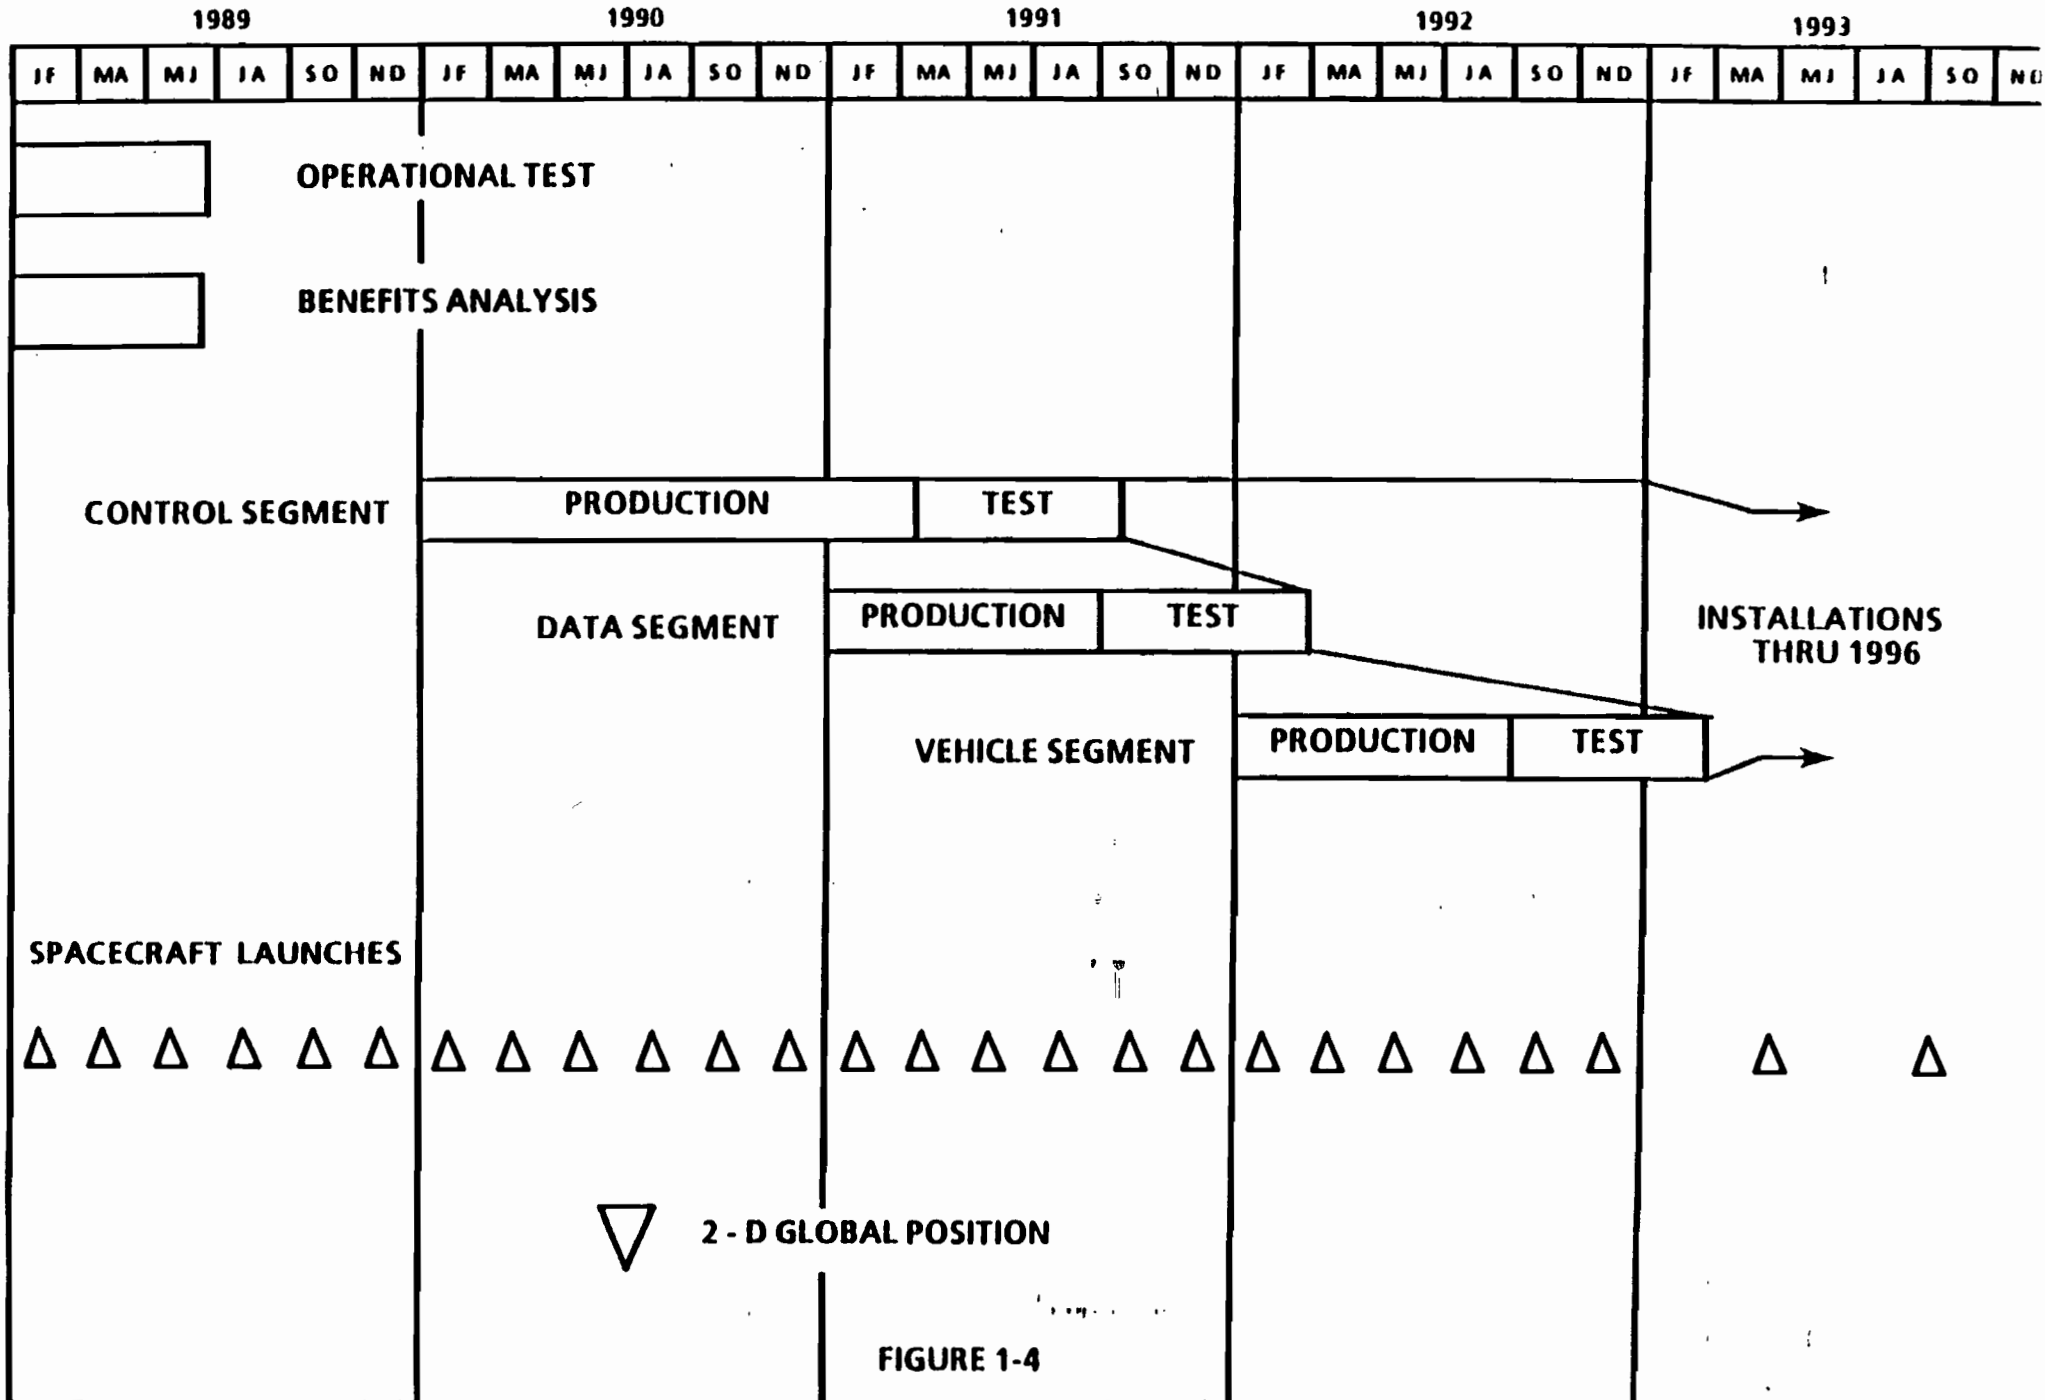 1989 1990 1991 1992 1993
JF MA MJ JA SO ND JF MA MJ JA SO ND JF MA MJ JA SO ND JF MA MJ JA SO ND JF MA MJ JA SO ND
OPERATIONAL TEST
BENEFITS ANALYSIS
CONTROL SEGMENT PRODUCTION TEST
DATA SEGMENT PRODUCTION TEST
INSTALLATIONS
THRU 1996
VEHICLE SEGMENT PRODUCTION TEST
SPACECRAFT LAUNCHES
2 - D GLOBAL POSITION
FIGURE 1-4